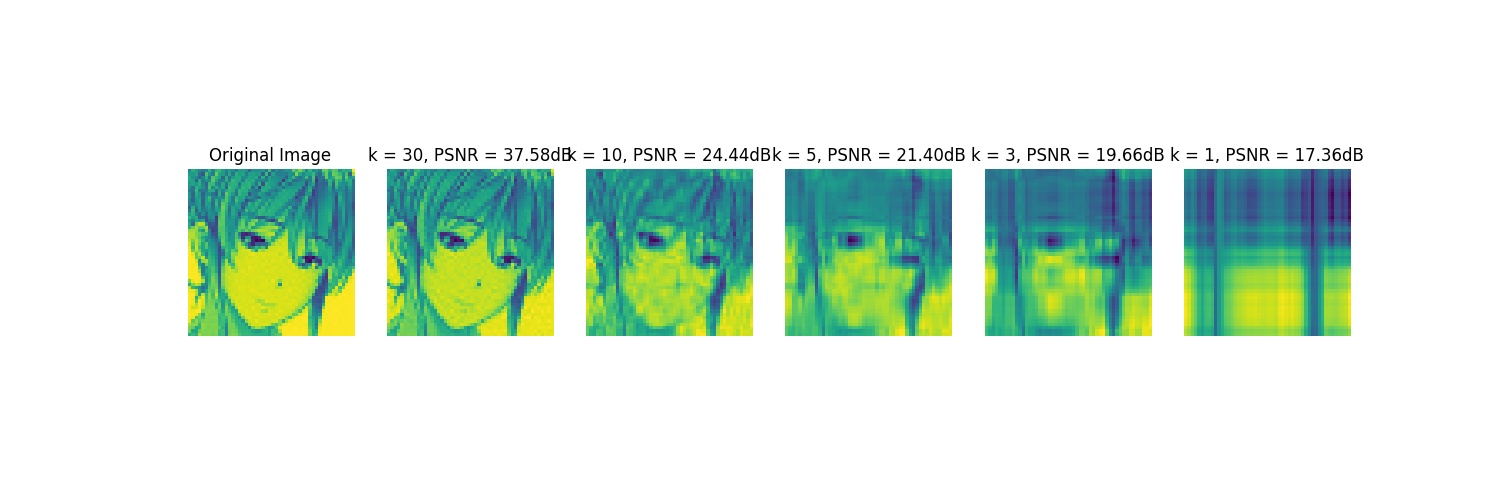 Original Image
k = 30, PSNR = 37.58dB
k = 10, PSNR = 24.44dB
k = 5, PSNR = 21.40dB
k = 3, PSNR = 19.66dB
k = 1, PSNR = 17.36dB